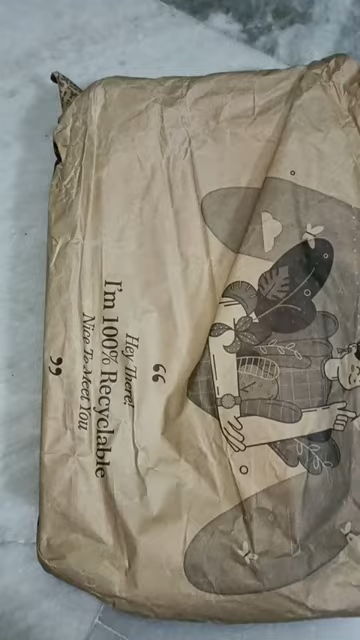 “
Hey There!
I'm 100% Recyclable
Nice To Meet You
”